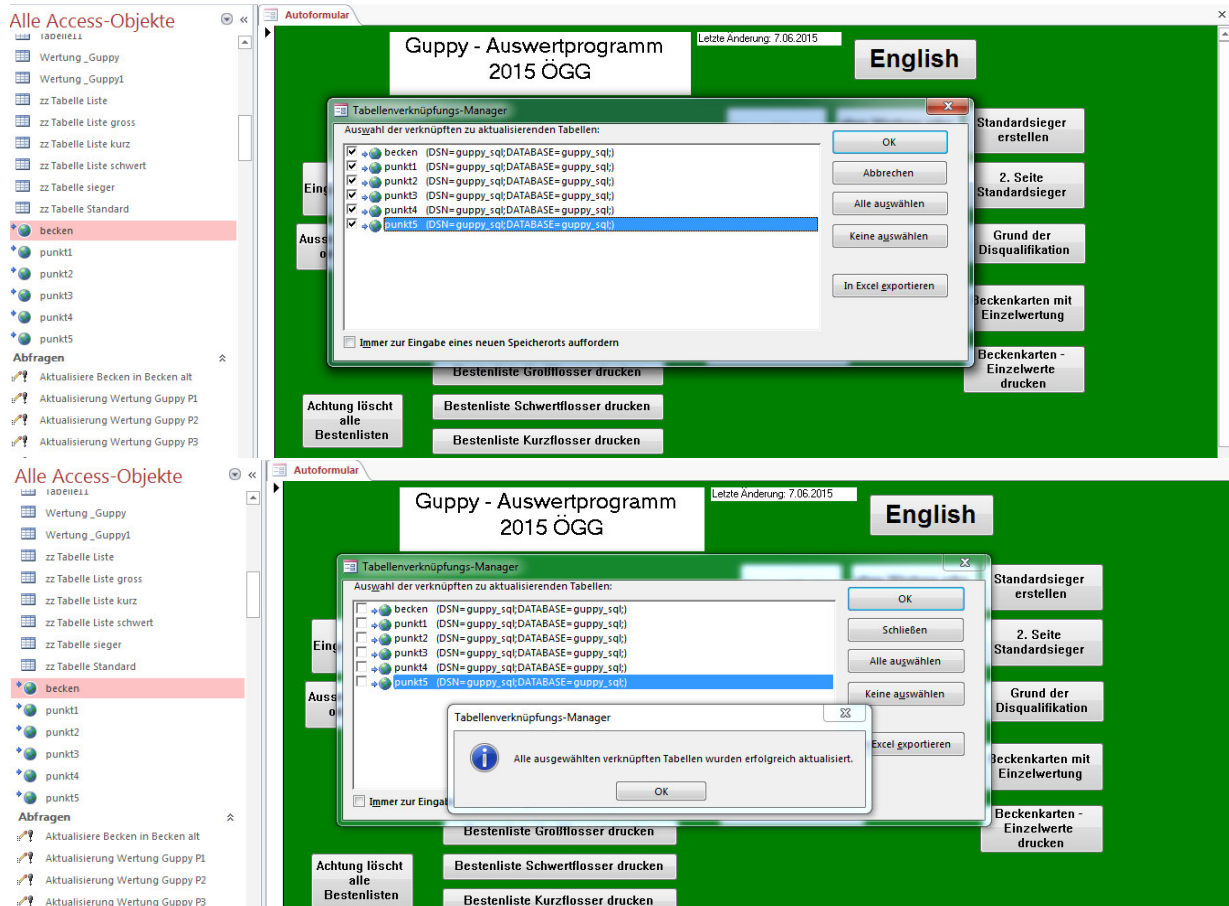 Alle Access-Objekte
Tabelle11
Wertung _Guppy
Wertung _Guppy1
zz Tabelle Liste
zz Tabelle Liste gross
zz Tabelle Liste kurz
zz Tabelle Liste schwert
zz Tabelle sieger
zz Tabelle Standard
becken
punkt1
punkt2
punkt3
punkt4
punkt5
Abfragen
Aktualisiere Becken in Becken alt
Aktualisierung Wertung Guppy P1
Aktualisierung Wertung Guppy P2
Aktualisierung Wertung Guppy P3
Autoformular
Guppy - Auswertprogramm
2015 ÖGG
Letzte Änderung: 7.06.2015
English
Tabellenverknüpfungs-Manager
Auswahl der verknüpften zu aktualisierenden Tabellen:
becken (DSN=guppy_sql;DATABASE=guppy_sql;)
punkt1 (DSN=guppy_sql;DATABASE=guppy_sql;)
punkt2 (DSN=guppy_sql;DATABASE=guppy_sql;)
punkt3 (DSN=guppy_sql;DATABASE=guppy_sql;)
punkt4 (DSN=guppy_sql;DATABASE=guppy_sql;)
punkt5 (DSN=guppy_sql;DATABASE=guppy_sql;)
OK
Abbrechen
Alle auswählen
Keine auswählen
In Excel exportieren
Immer zur Eingabe eines neuen Speicherorts auffordern
Standardsieger
erstellen
2. Seite
Standardsieger
Grund der
Disqualifikation
Beckenkarten mit
Einzelwertung
Beckenkarten -
Einzelwerte
drucken
Eing
Auss
o
Bestenliste Großflosser drucken
Achtung löscht
alle
Bestenlisten
Bestenliste Schwertflosser drucken
Bestenliste Kurzflosser drucken
Alle Access-Objekte
Tabelle11
Wertung _Guppy
Wertung _Guppy1
zz Tabelle Liste
zz Tabelle Liste gross
zz Tabelle Liste kurz
zz Tabelle Liste schwert
zz Tabelle sieger
zz Tabelle Standard
becken
punkt1
punkt2
punkt3
punkt4
punkt5
Abfragen
Aktualisiere Becken in Becken alt
Aktualisierung Wertung Guppy P1
Aktualisierung Wertung Guppy P2
Aktualisierung Wertung Guppy P3
Autoformular
Guppy - Auswertprogramm
2015 ÖGG
Letzte Änderung: 7.06.2015
English
Tabellenverknüpfungs-Manager
Auswahl der verknüpften zu aktualisierenden Tabellen:
becken (DSN=guppy_sql;DATABASE=guppy_sql;)
punkt1 (DSN=guppy_sql;DATABASE=guppy_sql;)
punkt2 (DSN=guppy_sql;DATABASE=guppy_sql;)
punkt3 (DSN=guppy_sql;DATABASE=guppy_sql;)
punkt4 (DSN=guppy_sql;DATABASE=guppy_sql;)
punkt5 (DSN=guppy_sql;DATABASE=guppy_sql;)
OK
Schließen
Alle auswählen
Keine auswählen
Excel exportieren
Immer zur Eingab
Tabellenverknüpfungs-Manager
Alle ausgewählten verknüpften Tabellen wurden erfolgreich aktualisiert.
OK
Standardsieger
erstellen
2. Seite
Standardsieger
Grund der
Disqualifikation
Beckenkarten mit
Einzelwertung
Beckenkarten -
Einzelwerte
drucken
Eing
Auss
o
Bestenliste Großflosser drucken
Achtung löscht
alle
Bestenlisten
Bestenliste Schwertflosser drucken
Bestenliste Kurzflosser drucken